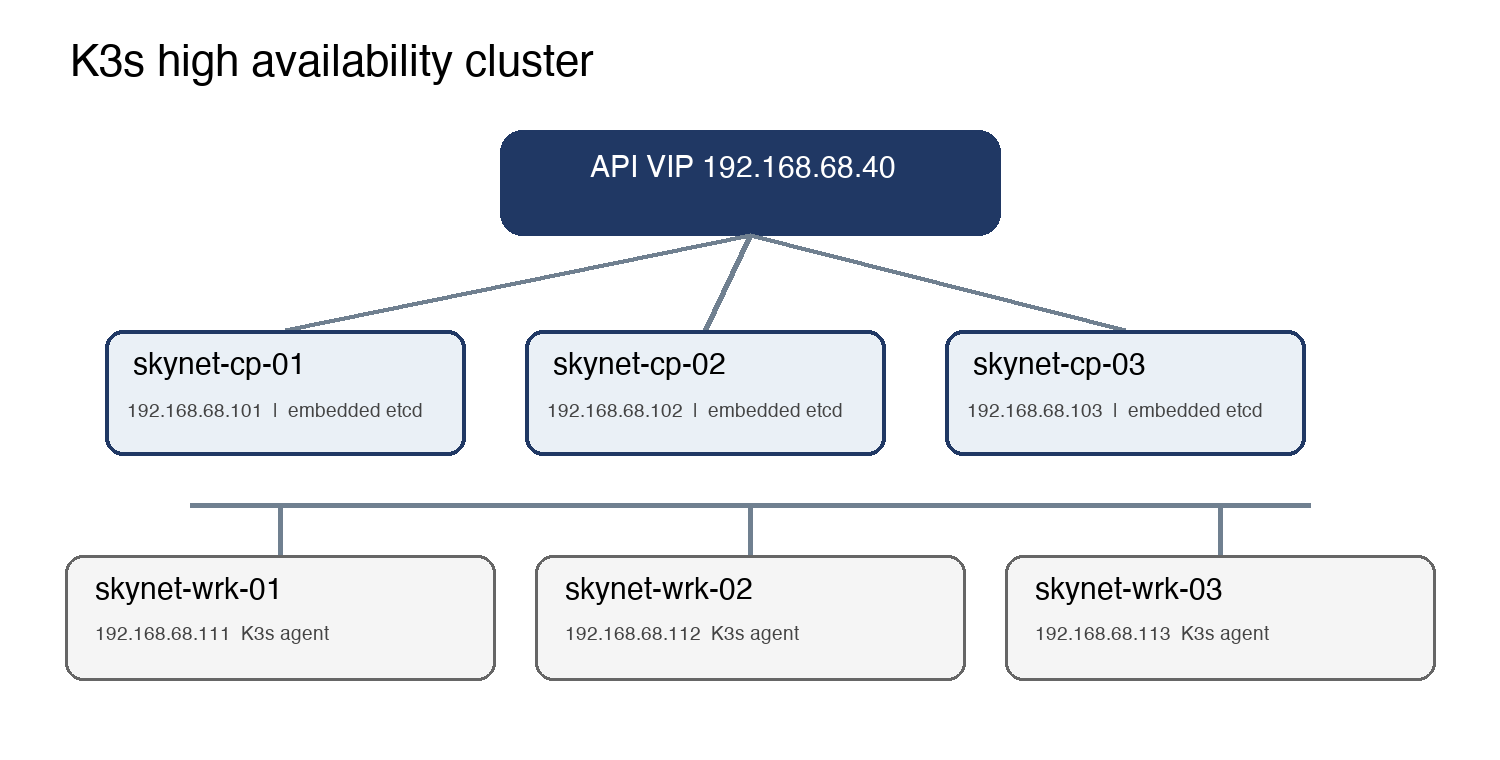 K3s high availability cluster
API VIP 192.168.68.40
skynet-cp-01
192.168.68.101 | embedded etcd
skynet-cp-02
192.168.68.102 | embedded etcd
skynet-cp-03
192.168.68.103 | embedded etcd
skynet-wrk-01
192.168.68.111 K3s agent
skynet-wrk-02
192.168.68.112 K3s agent
skynet-wrk-03
192.168.68.113 K3s agent